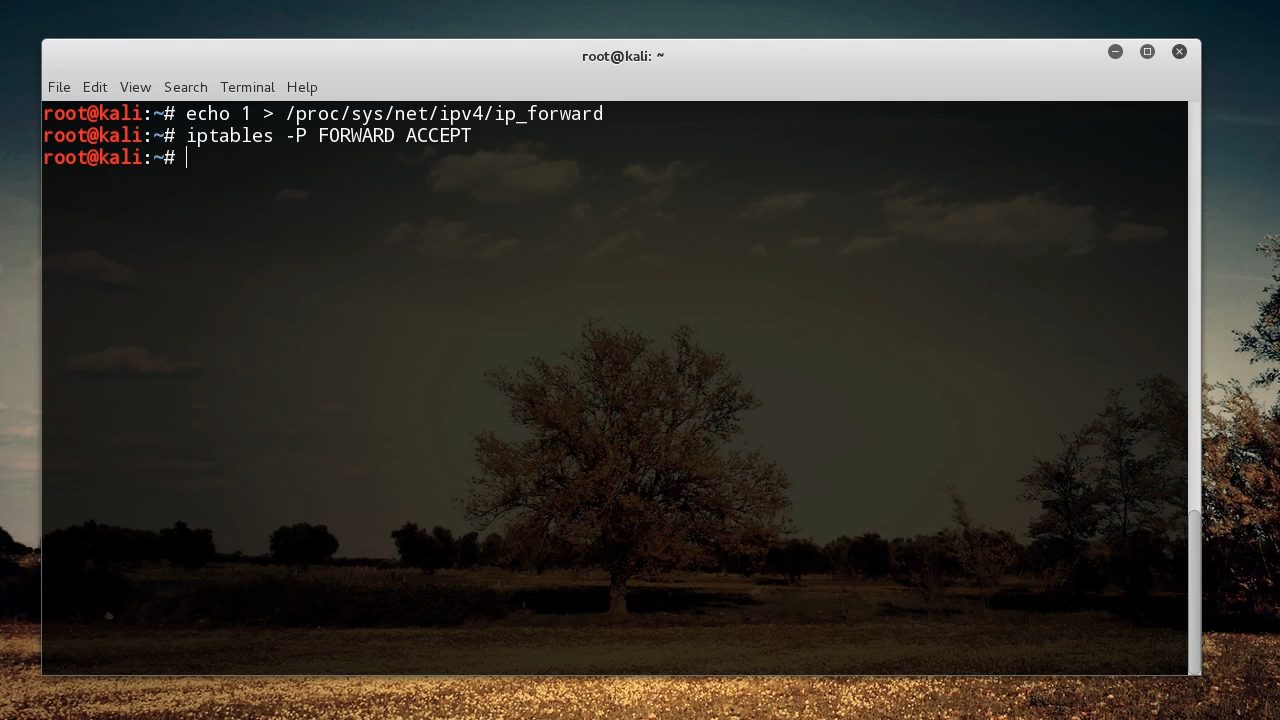 root@kali: ~
File Edit View Search Terminal Help
root@kali:~# echo 1 > /proc/sys/net/ipv4/ip_forward
root@kali:~# iptables -P FORWARD ACCEPT
root@kali:~#